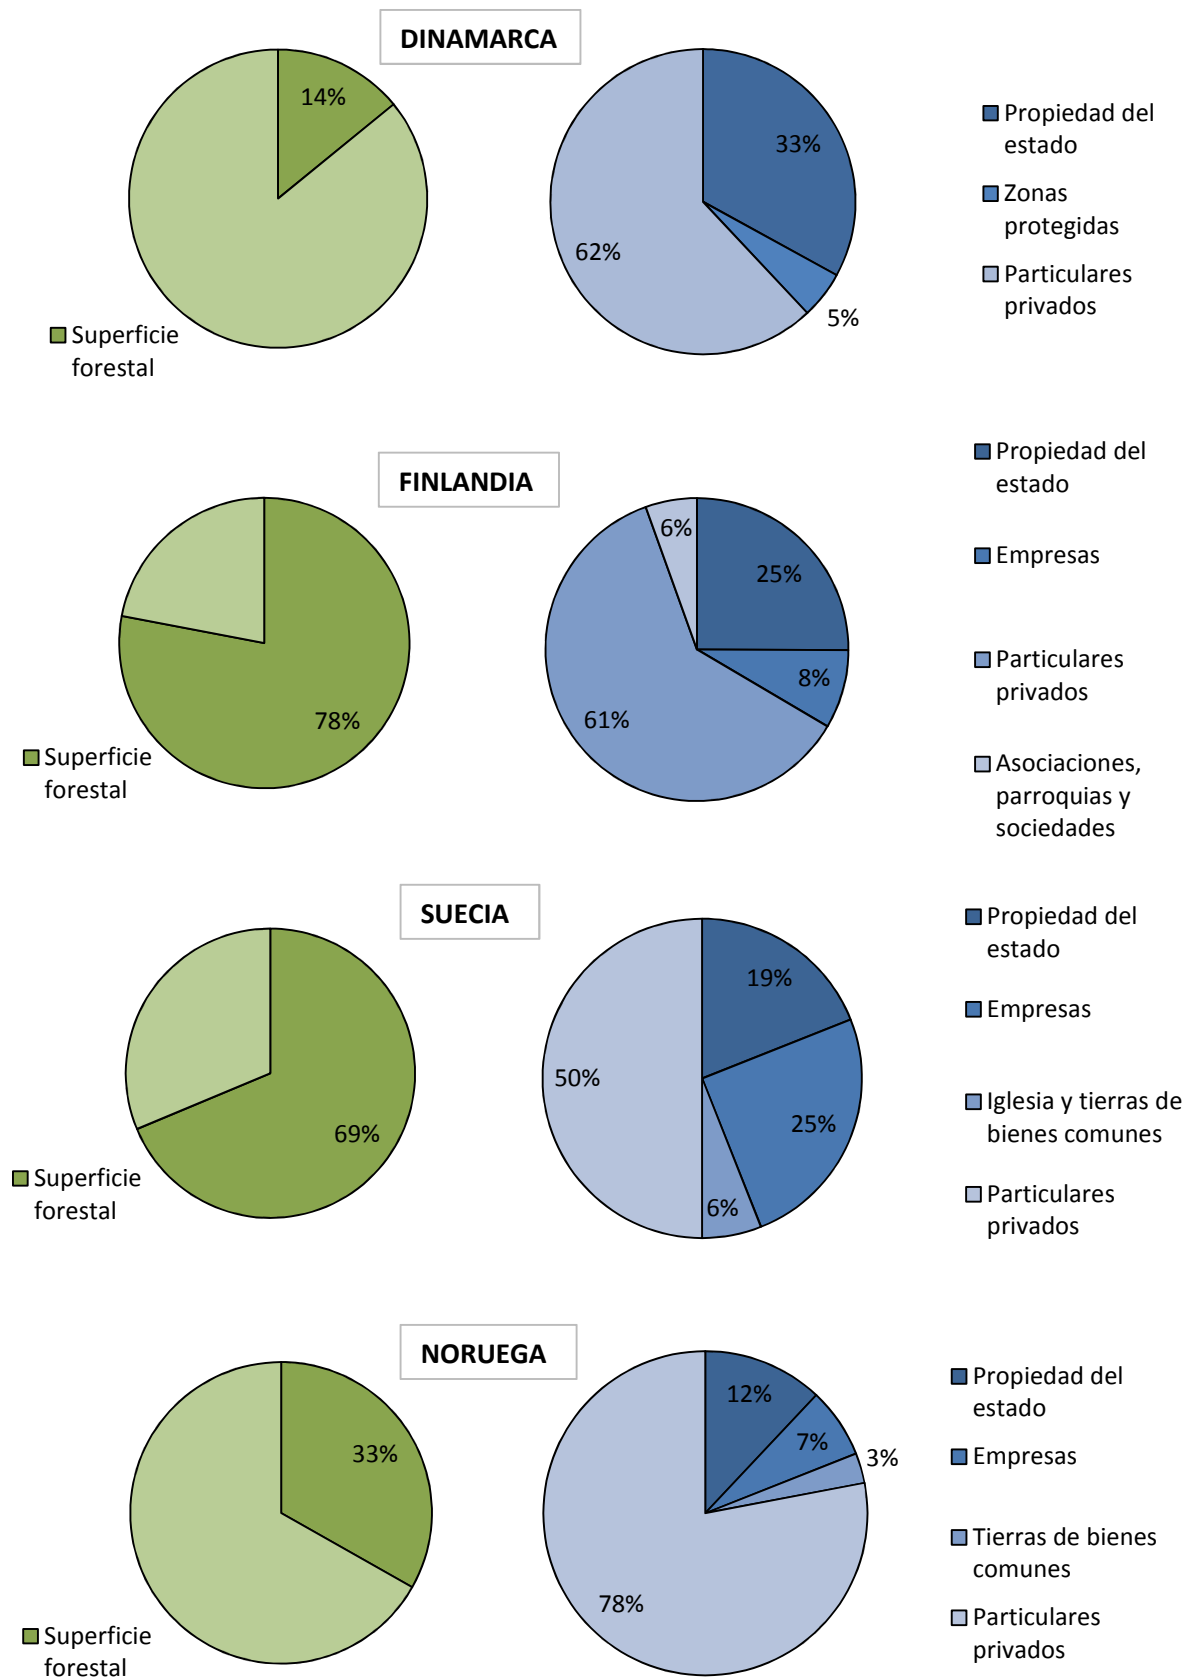 DINAMARCA
14%
Superficie
forestal
33%
62%
5%
Propiedad del
estado
Zonas
protegidas
Particulares
privados
FINLANDIA
78%
Superficie
forestal
6%
25%
8%
61%
Propiedad del
estado
Empresas
Particulares
privados
Asociaciones,
parroquias y
sociedades
SUECIA
69%
Superficie
forestal
19%
50%
25%
6%
Propiedad del
estado
Empresas
Iglesia y tierras de
bienes comunes
Particulares
privados
NORUEGA
33%
Superficie
forestal
12%
7%
3%
78%
Propiedad del
estado
Empresas
Tierras de bienes
comunes
Particulares
privados